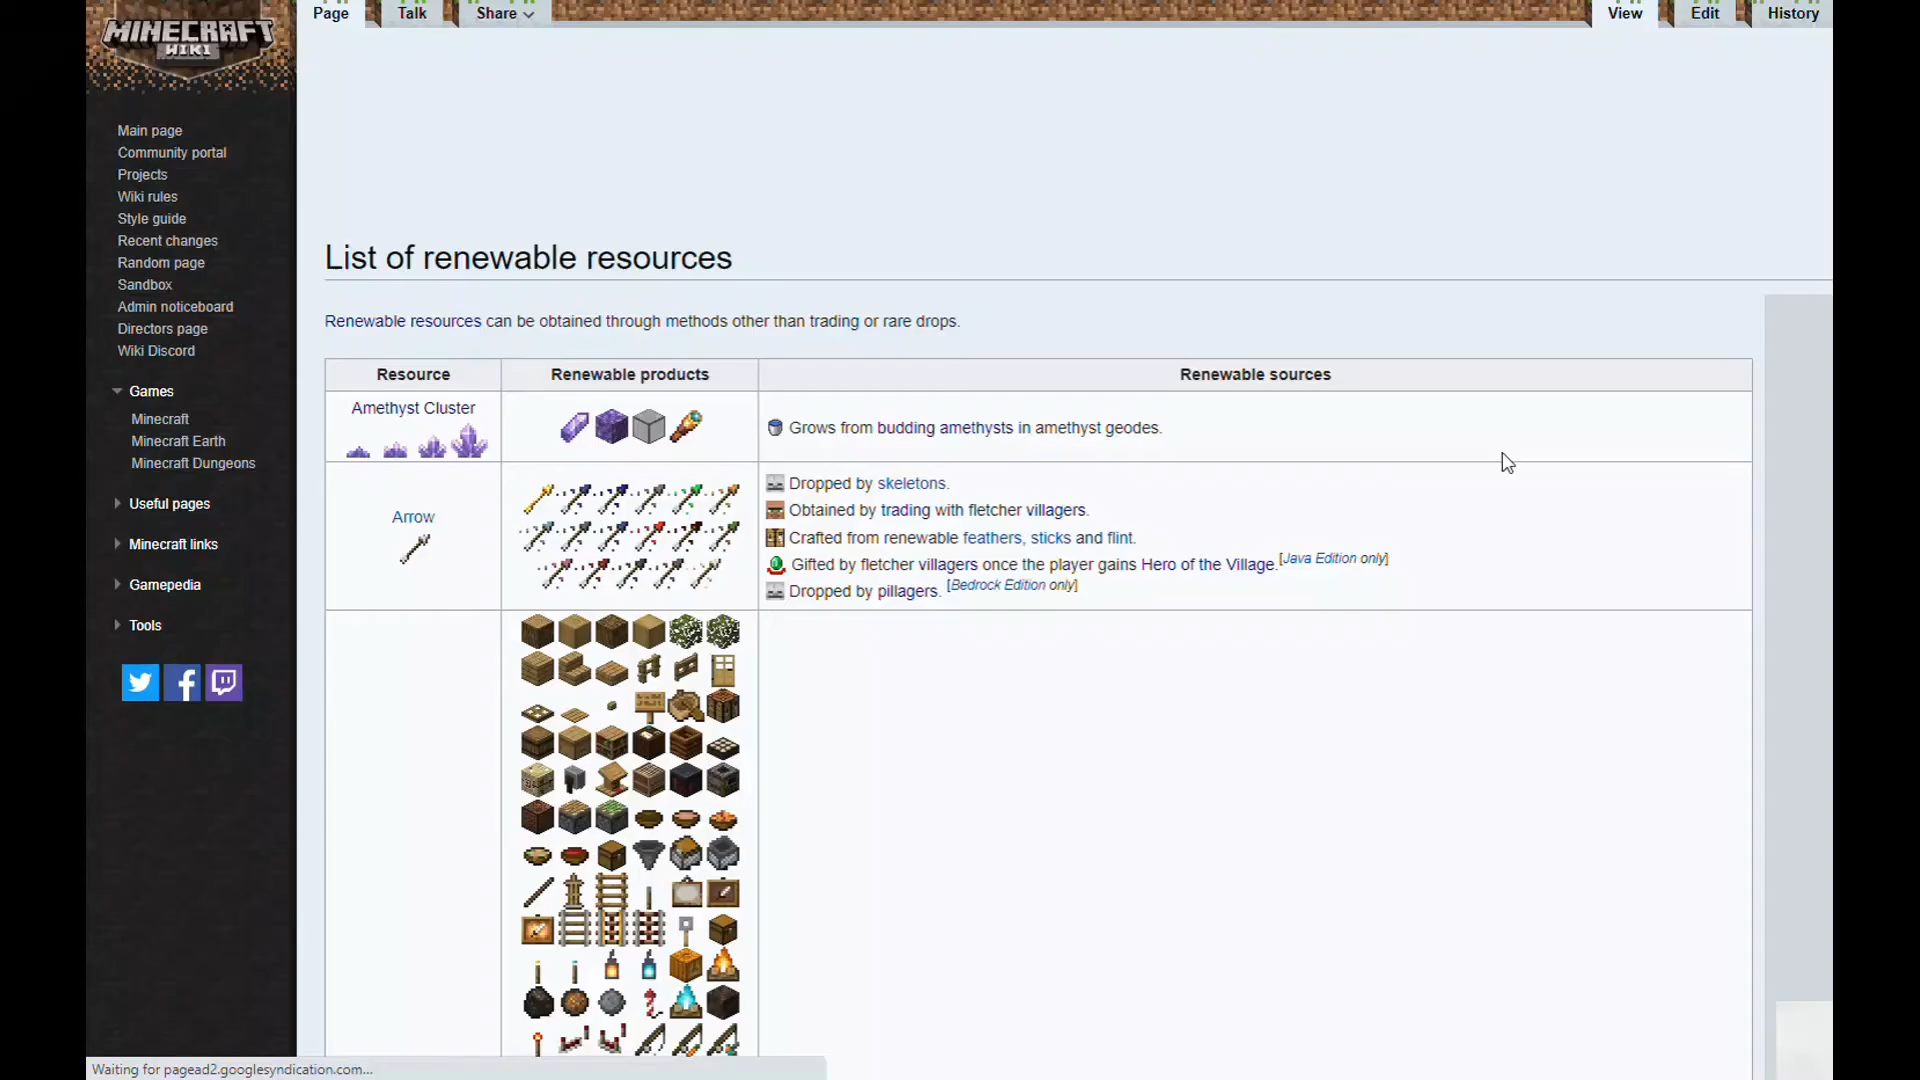 MINECRAFT
WIKI
Page
Talk
Share
View
Edit
History
Main page
Community portal
Projects
Wiki rules
Style guide
Recent changes
Random page
Sandbox
Admin noticeboard
Directors page
Wiki Discord
Games
Minecraft
Minecraft Earth
Minecraft Dungeons
Useful pages
Minecraft links
Gamepedia
Tools
List of renewable resources
Renewable resources can be obtained through methods other than trading or rare drops.
Resource
Renewable products
Renewable sources
Amethyst Cluster
Grows from budding amethysts in amethyst geodes.
Arrow
Dropped by skeletons.
Obtained by trading with fletcher villagers.
Crafted from renewable feathers, sticks and flint.
Gifted by fletcher villagers once the player gains Hero of the Village.[Java Edition only]
Dropped by pillagers. [Bedrock Edition only]
Waiting for pagead2.googlesyndication.com...